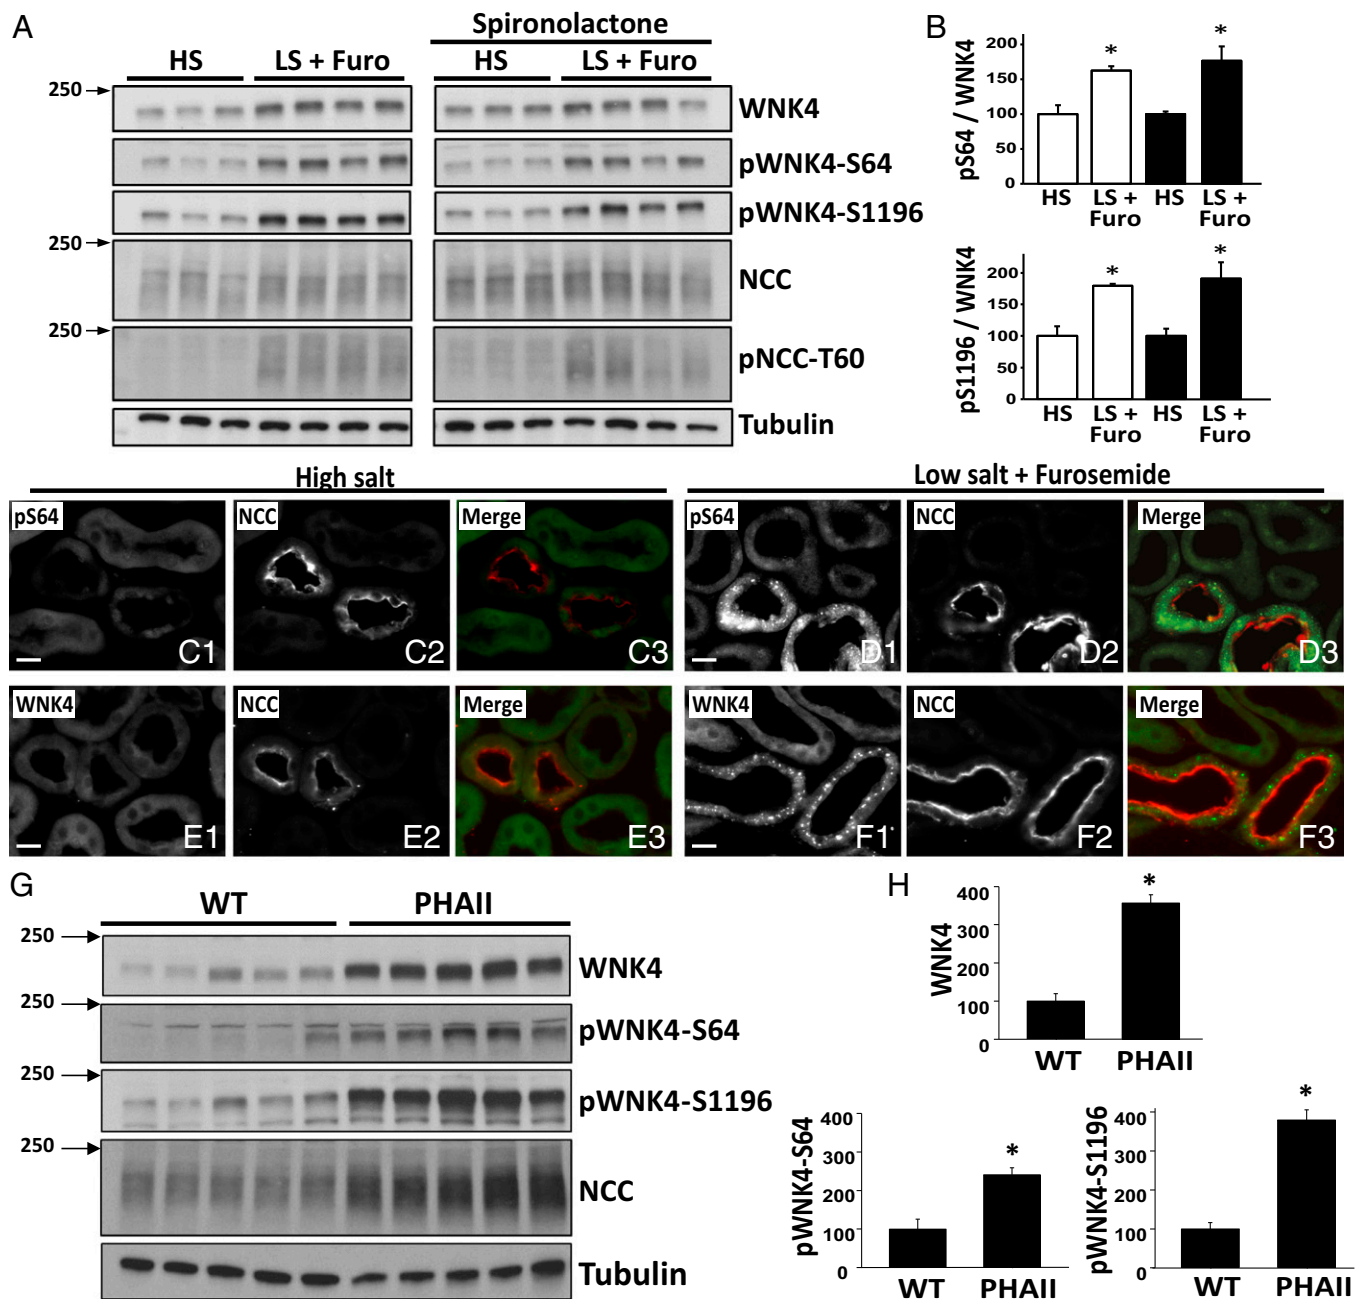 A
Spironolactone
HS
LS + Furo
HS
LS + Furo
250
WNK4
pWNK4-S64
pWNK4-S1196
250
NCC
250
pNCC-T60
Tubulin
B
pS64 / WNK4
200
150
100
50
0
*
*
HS
LS + Furo
HS
LS + Furo
pS1196 / WNK4
200
150
100
50
0
*
*
HS
LS + Furo
HS
LS + Furo
High salt
Low salt + Furosemide
pS64
C1
NCC
C2
Merge
C3
pS64
D1
NCC
D2
Merge
D3
WNK4
E1
NCC
E2
Merge
E3
WNK4
F1
NCC
F2
Merge
F3
G
WT
PHAII
250
WNK4
250
pWNK4-S64
250
pWNK4-S1196
250
NCC
Tubulin
H
WNK4
400
300
200
100
0
*
WT
PHAII
pWNK4-S64
400
300
200
100
0
*
WT
PHAII
pWNK4-S1196
400
300
200
100
0
*
WT
PHAII